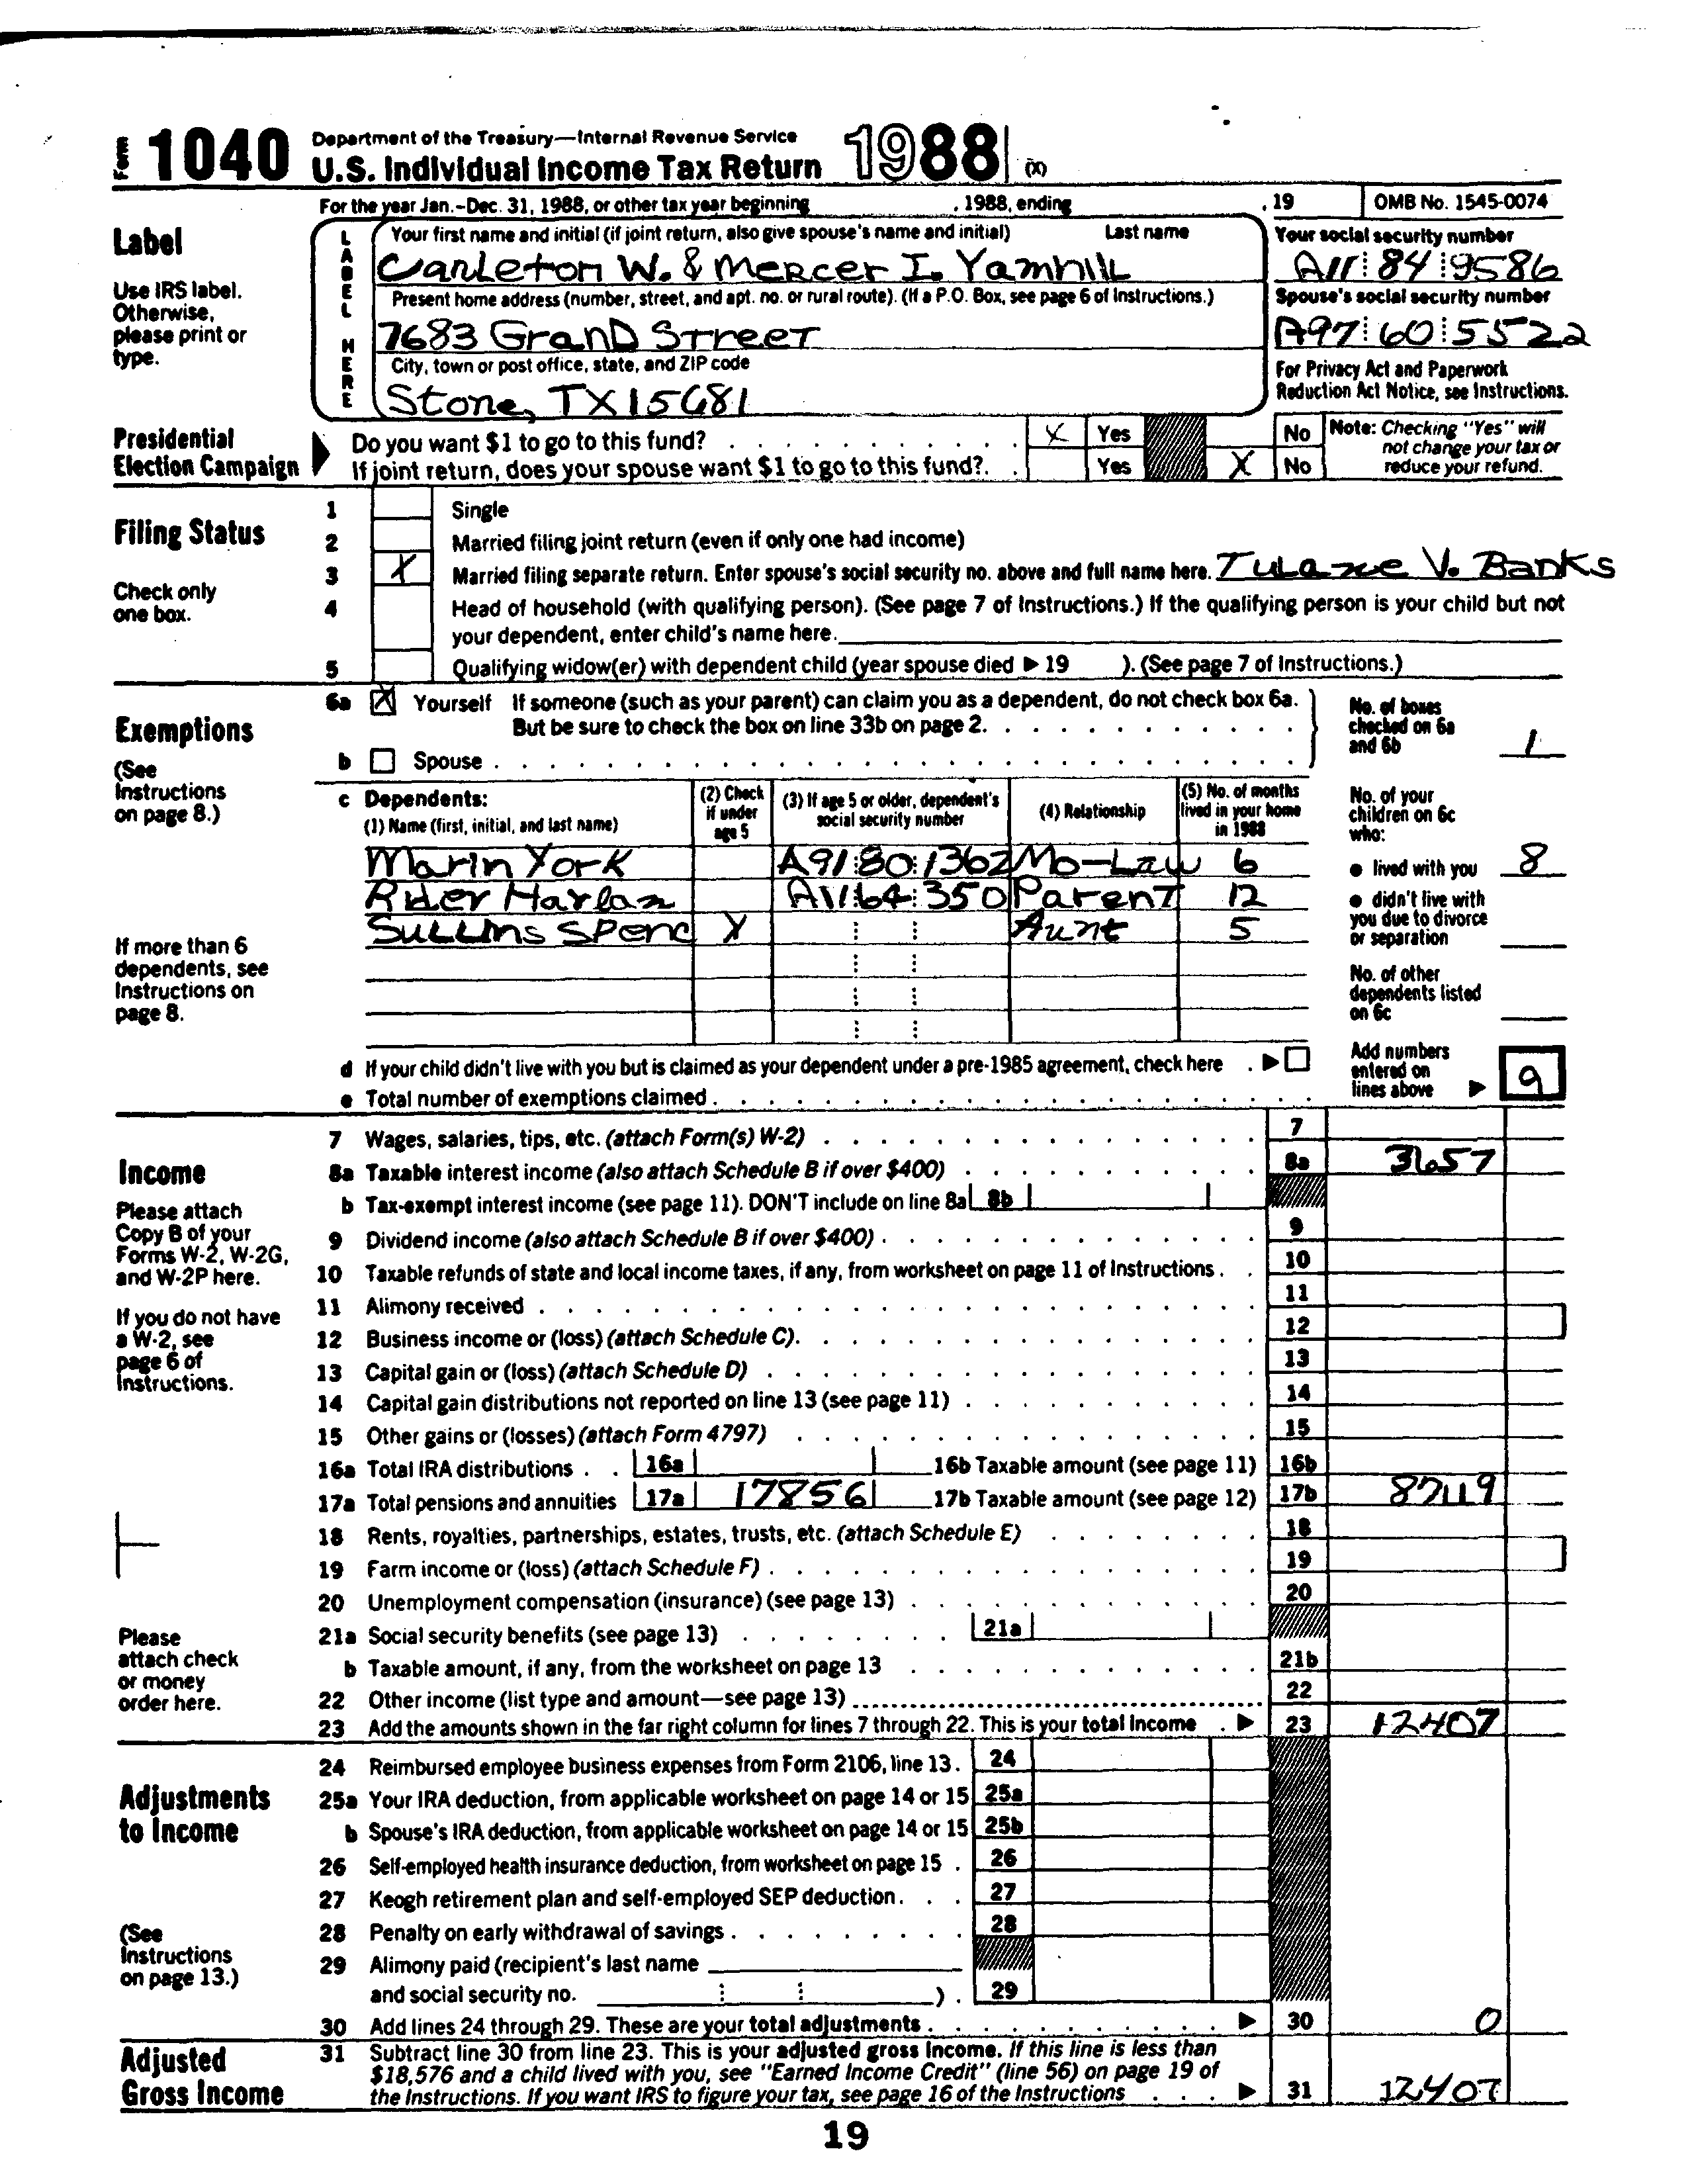 Form 1040 Department of the Treasury—Internal Revenue Service
U.S. Individual Income Tax Return 1988 (X)
For the year Jan.–Dec. 31, 1988, or other tax year beginning , 1988, ending , 19 OMB No. 1545-0074
Label
Use IRS label.
Otherwise,
please print or
type.
LABEL HERE
Your first name and initial (if joint return, also give spouse's name and initial) Last name
Carleton W. & Mercer I. Yamhill
Your social security number
A11 84 9586
Present home address (number, street, and apt. no. or rural route). (If a P.O. Box, see page 6 of Instructions.)
7683 Grand Street
Spouse's social security number
A97 60 5522
City, town or post office, state, and ZIP code
Stone, TX 15681
For Privacy Act and Paperwork
Reduction Act Notice, see Instructions.
Presidential
Election Campaign
Do you want $1 to go to this fund? X Yes No
If joint return, does your spouse want $1 to go to this fund? Yes X No
Note: Checking "Yes" will
not change your tax or
reduce your refund.
Filing Status
Check only
one box.
1 Single
2 Married filing joint return (even if only one had income)
3 X Married filing separate return. Enter spouse's social security no. above and full name here. Tulane V. Banks
4 Head of household (with qualifying person). (See page 7 of Instructions.) If the qualifying person is your child but not
your dependent, enter child's name here.
5 Qualifying widow(er) with dependent child (year spouse died ▶ 19 ). (See page 7 of Instructions.)
Exemptions
(See
Instructions
on page 8.)
If more than 6
dependents, see
Instructions on
page 8.
6a X Yourself If someone (such as your parent) can claim you as a dependent, do not check box 6a.
But be sure to check the box on line 33b on page 2.
b Spouse
No. of boxes
checked on 6a
and 6b 1
c Dependents:
(1) Name (first, initial, and last name)
(2) Check
if under
age 5
(3) If age 5 or older, dependent's
social security number
(4) Relationship
(5) No. of months
lived in your home
in 1988
Marin York A91 80 1362 Mo-Law 6
Rider Harlan A11 64 350 Parent 12
Sullins Spenc X Aunt 5
No. of your
children on 6c
who:
● lived with you 8
● didn't live with
you due to divorce
or separation
No. of other
dependents listed
on 6c
d If your child didn't live with you but is claimed as your dependent under a pre-1985 agreement, check here ▶
e Total number of exemptions claimed
Add numbers
entered on
lines above ▶ 9
Income
Please attach
Copy B of your
Forms W-2, W-2G,
and W-2P here.
If you do not have
a W-2, see
page 6 of
Instructions.
Please
attach check
or money
order here.
7 Wages, salaries, tips, etc. (attach Form(s) W-2) 7
8a Taxable interest income (also attach Schedule B if over $400) 8a 3657
b Tax-exempt interest income (see page 11). DON'T include on line 8a 8b
9 Dividend income (also attach Schedule B if over $400) 9
10 Taxable refunds of state and local income taxes, if any, from worksheet on page 11 of Instructions 10
11 Alimony received 11
12 Business income or (loss) (attach Schedule C) 12
13 Capital gain or (loss) (attach Schedule D) 13
14 Capital gain distributions not reported on line 13 (see page 11) 14
15 Other gains or (losses) (attach Form 4797) 15
16a Total IRA distributions 16a 16b Taxable amount (see page 11) 16b
17a Total pensions and annuities 17a 17856 17b Taxable amount (see page 12) 17b
18 Rents, royalties, partnerships, estates, trusts, etc. (attach Schedule E) 18
19 Farm income or (loss) (attach Schedule F) 19
20 Unemployment compensation (insurance) (see page 13) 20
21a Social security benefits (see page 13) 21a
b Taxable amount, if any, from the worksheet on page 13 21b
22 Other income (list type and amount—see page 13) 22
23 Add the amounts shown in the far right column for lines 7 through 22. This is your total income ▶ 23 12407
Adjustments
to Income
(See
Instructions
on page 13.)
24 Reimbursed employee business expenses from Form 2106, line 13 24
25a Your IRA deduction, from applicable worksheet on page 14 or 15 25a
b Spouse's IRA deduction, from applicable worksheet on page 14 or 15 25b
26 Self-employed health insurance deduction, from worksheet on page 15 26
27 Keogh retirement plan and self-employed SEP deduction 27
28 Penalty on early withdrawal of savings 28
29 Alimony paid (recipient's last name
and social security no. ) 29
30 Add lines 24 through 29. These are your total adjustments ▶ 30 0
Adjusted
Gross Income
31 Subtract line 30 from line 23. This is your adjusted gross income. If this line is less than
$18,576 and a child lived with you, see "Earned Income Credit" (line 56) on page 19 of
the Instructions. If you want IRS to figure your tax, see page 16 of the Instructions ▶ 31 12407
19